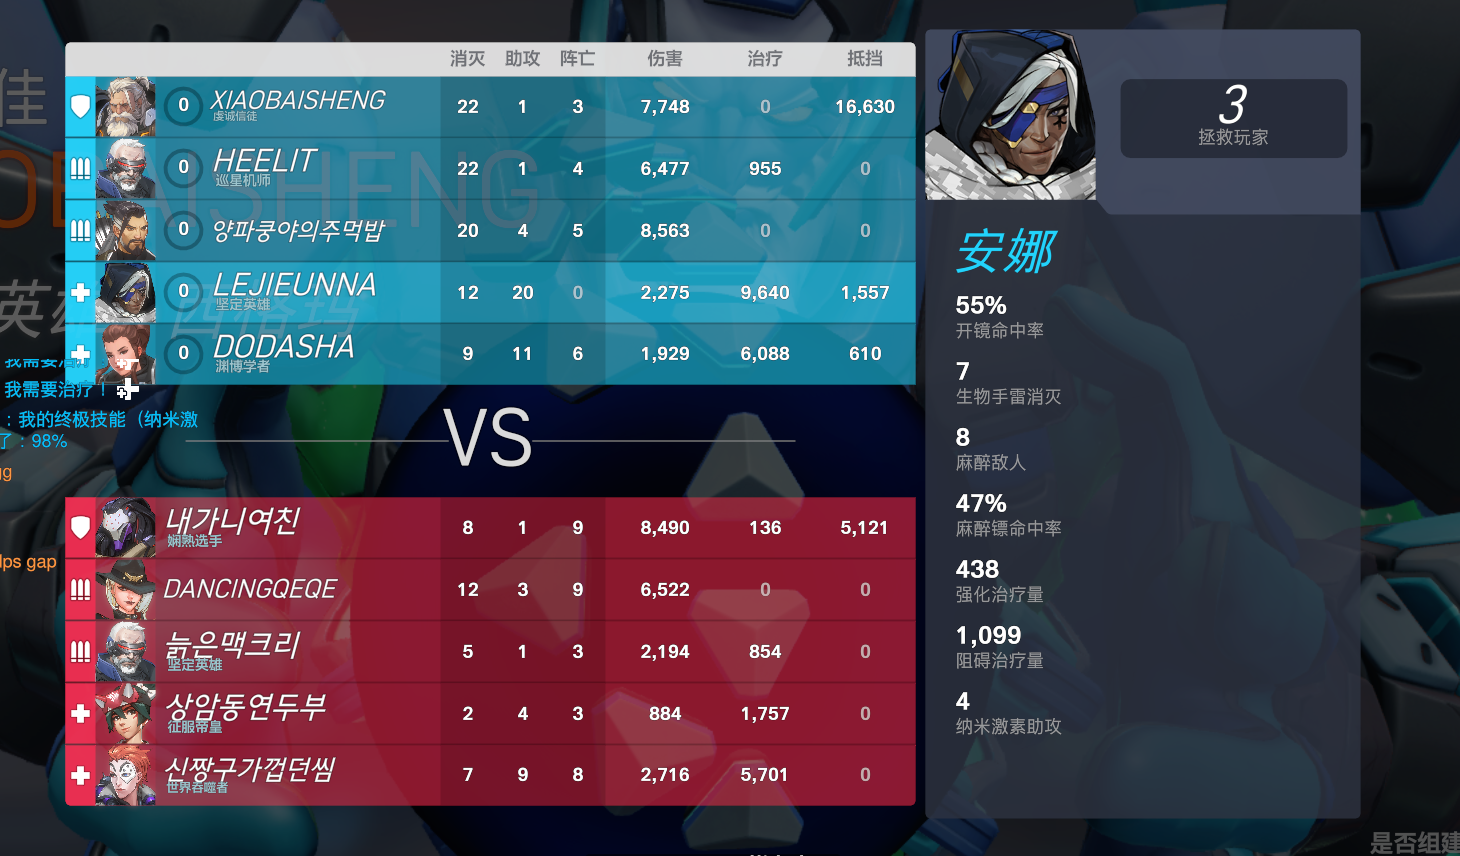 消灭 助攻 阵亡 伤害 治疗 抵挡
0 XIAOBAISHENG 22 1 3 7,748 0 16,630
虔诚信徒
0 HEELIT 22 1 4 6,477 955 0
巡星机师
0 양파쿵야의주먹밥 20 4 5 8,563 0 0
0 LEJIEUNNA 12 20 0 2,275 9,640 1,557
坚定英雄
0 DODASHA 9 11 6 1,929 6,088 610
渊博学者
我需要治疗！
：我的终极技能（纳米激
了：98%
VS
lps gap
내가니여친 8 1 9 8,490 136 5,121
娴熟选手
DANCINGQEQE 12 3 9 6,522 0 0
늙은맥크리 5 1 3 2,194 854 0
坚定英雄
상암동연두부 2 4 3 884 1,757 0
征服帝皇
신짱구가껍던씸 7 9 8 2,716 5,701 0
世界吞噬者
3
拯救玩家
安娜
55%
开镜命中率
7
生物手雷消灭
8
麻醉敌人
47%
麻醉镖命中率
438
强化治疗量
1,099
阻碍治疗量
4
纳米激素助攻
是否组建